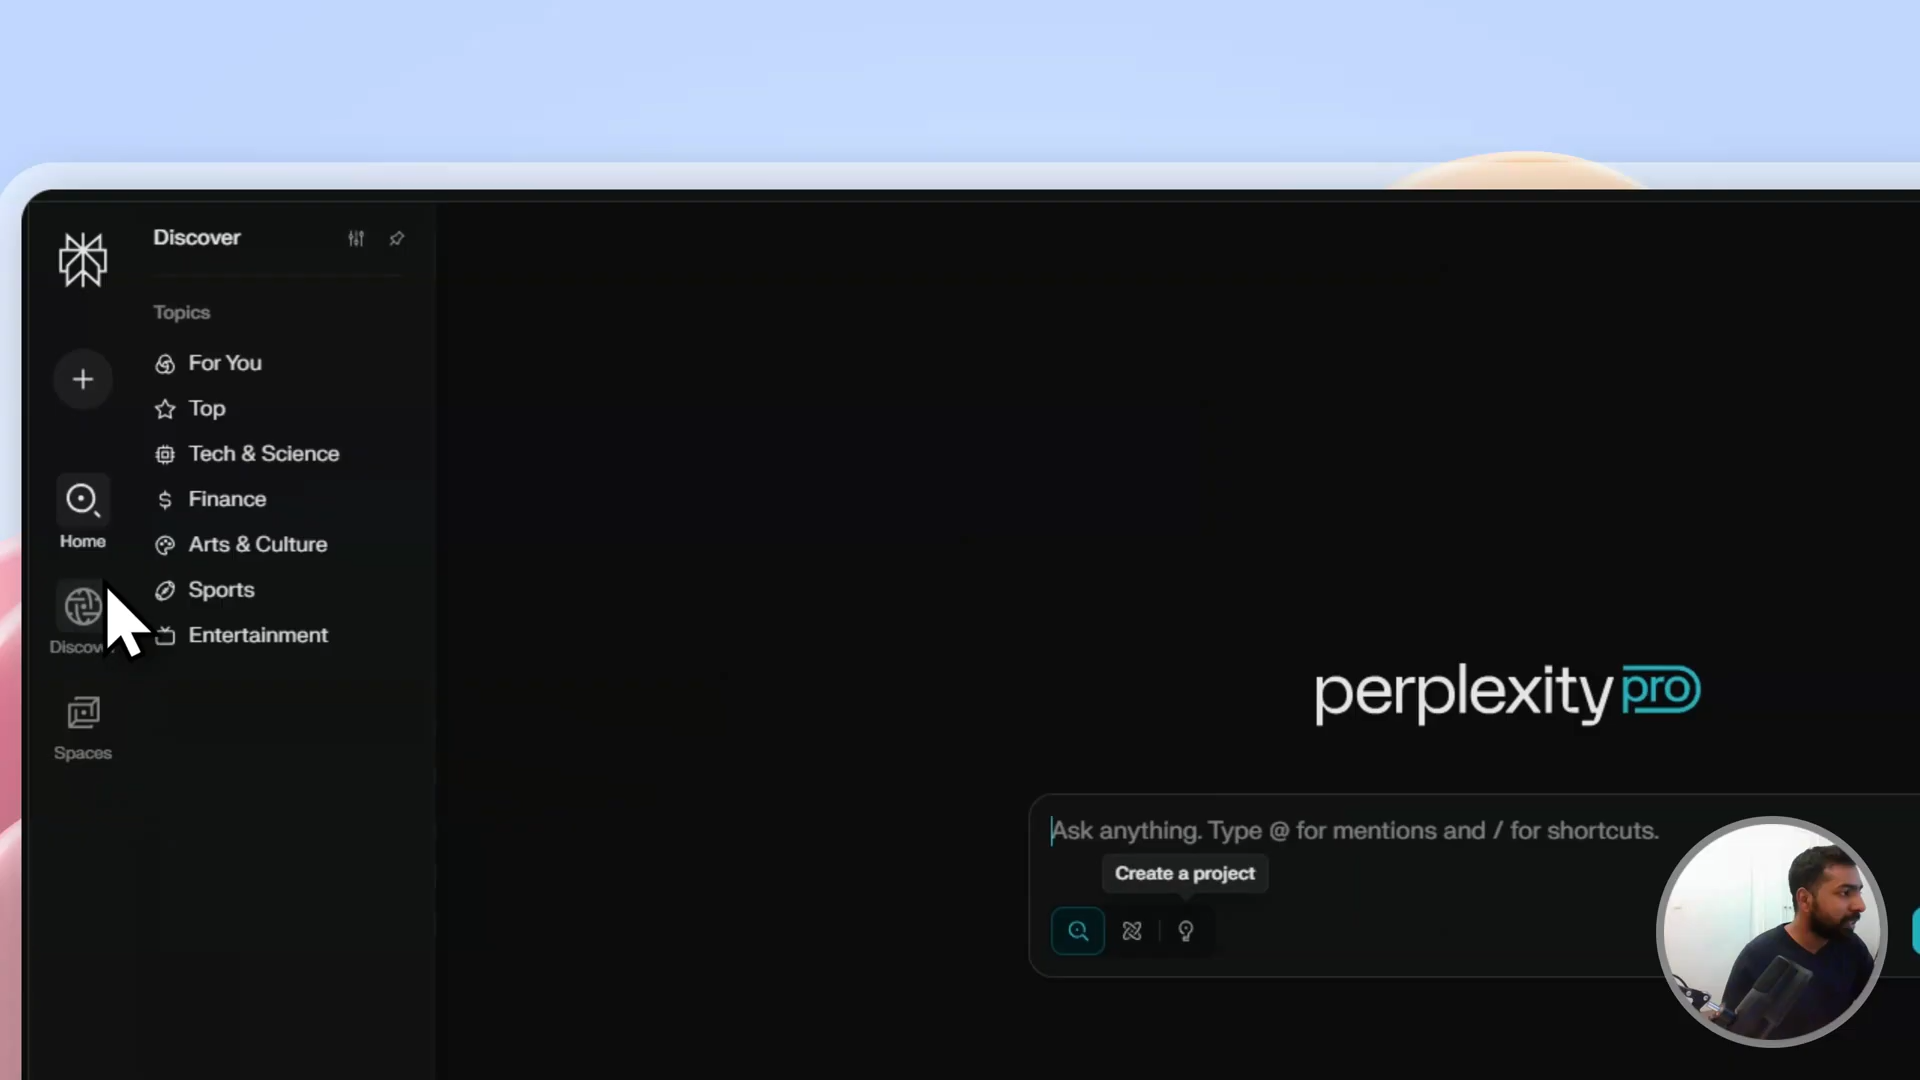 Discover
Topics
For You
Top
Tech & Science
Finance
Arts & Culture
Sports
Entertainment
Home
Spaces
perplexity pro
Ask anything. Type @ for mentions and / for shortcuts.
Create a project